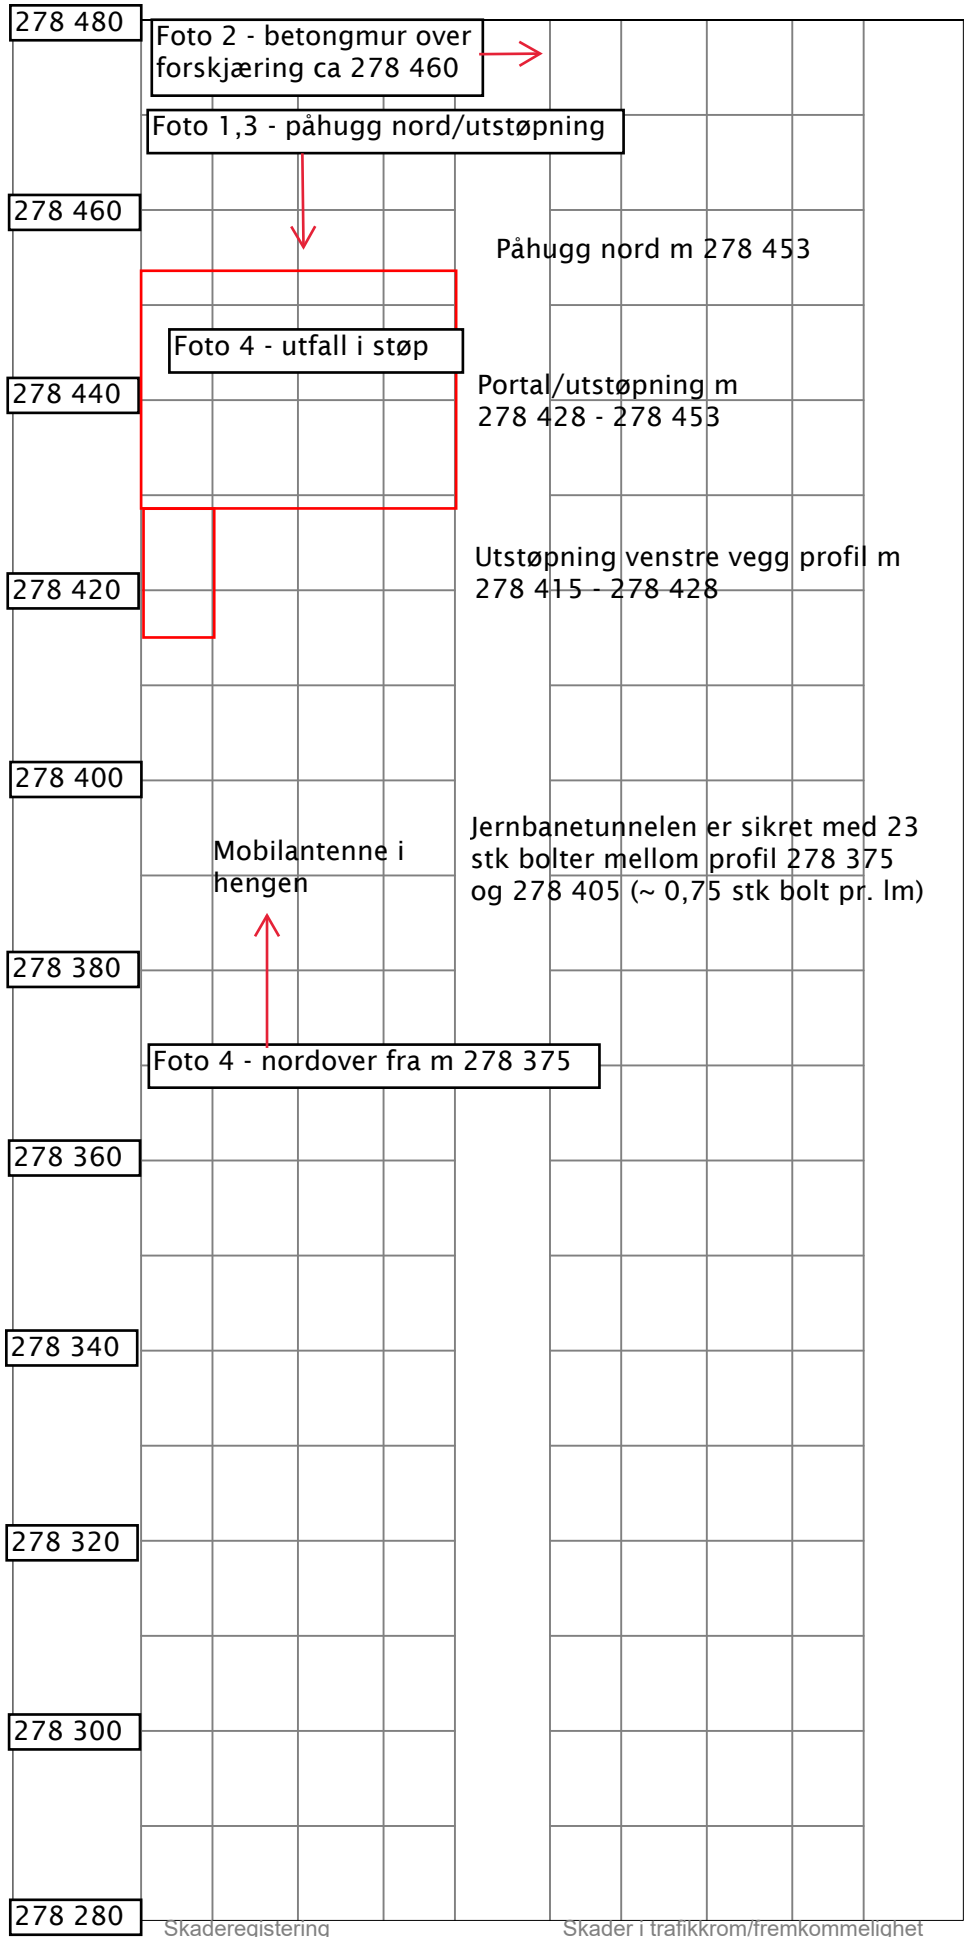 278 480
Foto 2 - betongmur over
forskjæring ca 278 460
Foto 1,3 - påhugg nord/utstøpning
278 460
Påhugg nord m 278 453
Foto 4 - utfall i støp
278 440
Portal/utstøpning m
278 428 - 278 453
Utstøpning venstre vegg profil m
278 415 - 278 428
278 420
278 400
Mobilantenne i
hengen
Jernbanetunnelen er sikret med 23
stk bolter mellom profil 278 375
og 278 405 (~ 0,75 stk bolt pr. lm)
278 380
Foto 4 - nordover fra m 278 375
278 360
278 340
278 320
278 300
278 280
Skaderegistering
Skader i trafikkrom/fremkommelighet